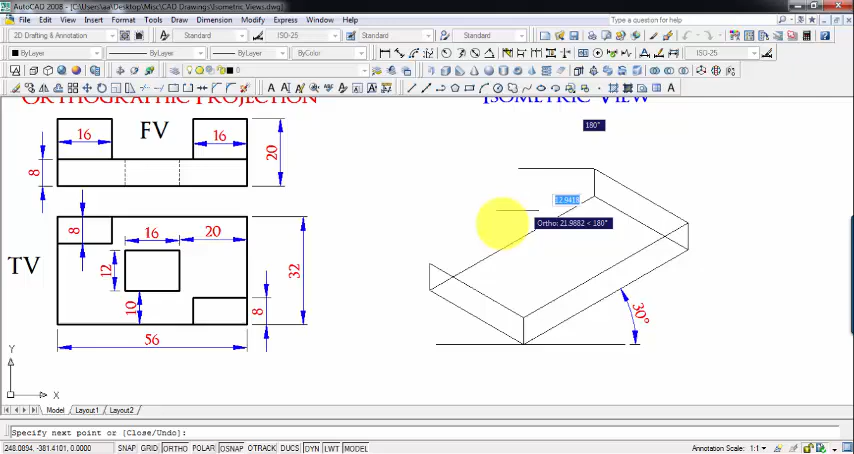 AutoCAD 2008 - [C:\Users\aa\Desktop\Misc\CAD Drawings\Isometric Views.dwg]
File Edit View Insert Format Tools Draw Dimension Modify Express Window Help
Type a question for help
2D Drafting & Annotation Standard ISO-25 Standard Standard
ByLayer ByLayer ByColor ISO-25
0
ORTHOGRAPHIC PROJECTION
ISOMETRIC VIEW
FV
16
16
20
8
180°
12.9418
Ortho: 21.9882 < 180°
TV
8
16
20
12
10
32
8
56
30°
Y
X
Model Layout1 Layout2
Specify next point or [Close/Undo]:
248.0894, -381.4101, 0.0000 SNAP GRID ORTHO POLAR OSNAP OTRACK DUCS DYN LWT MODEL
Annotation Scale: 1:1